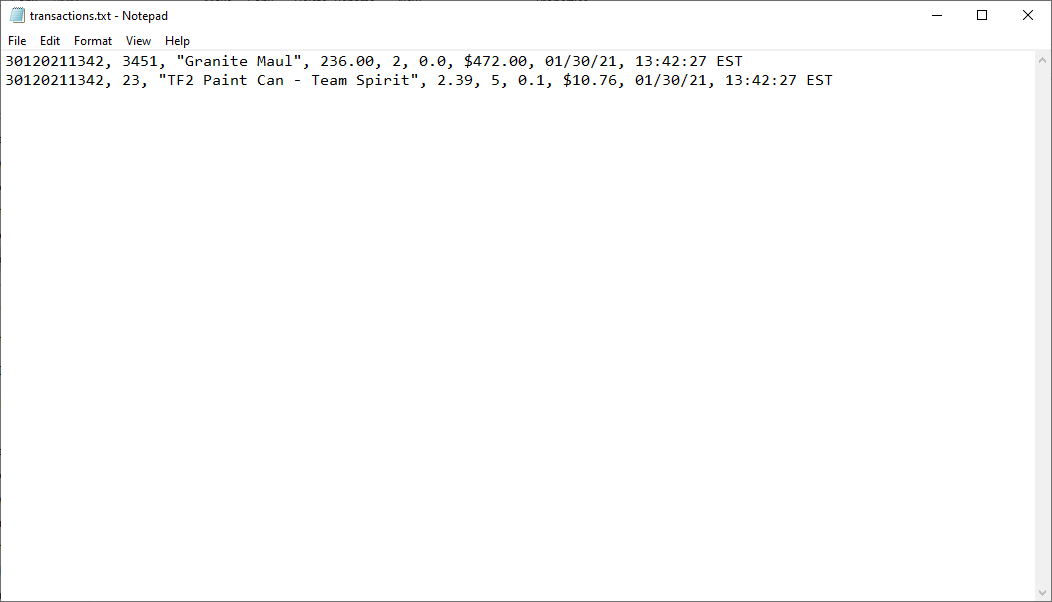 transactions.txt - Notepad
File Edit Format View Help
30120211342, 3451, "Granite Maul", 236.00, 2, 0.0, $472.00, 01/30/21, 13:42:27 EST
30120211342, 23, "TF2 Paint Can - Team Spirit", 2.39, 5, 0.1, $10.76, 01/30/21, 13:42:27 EST